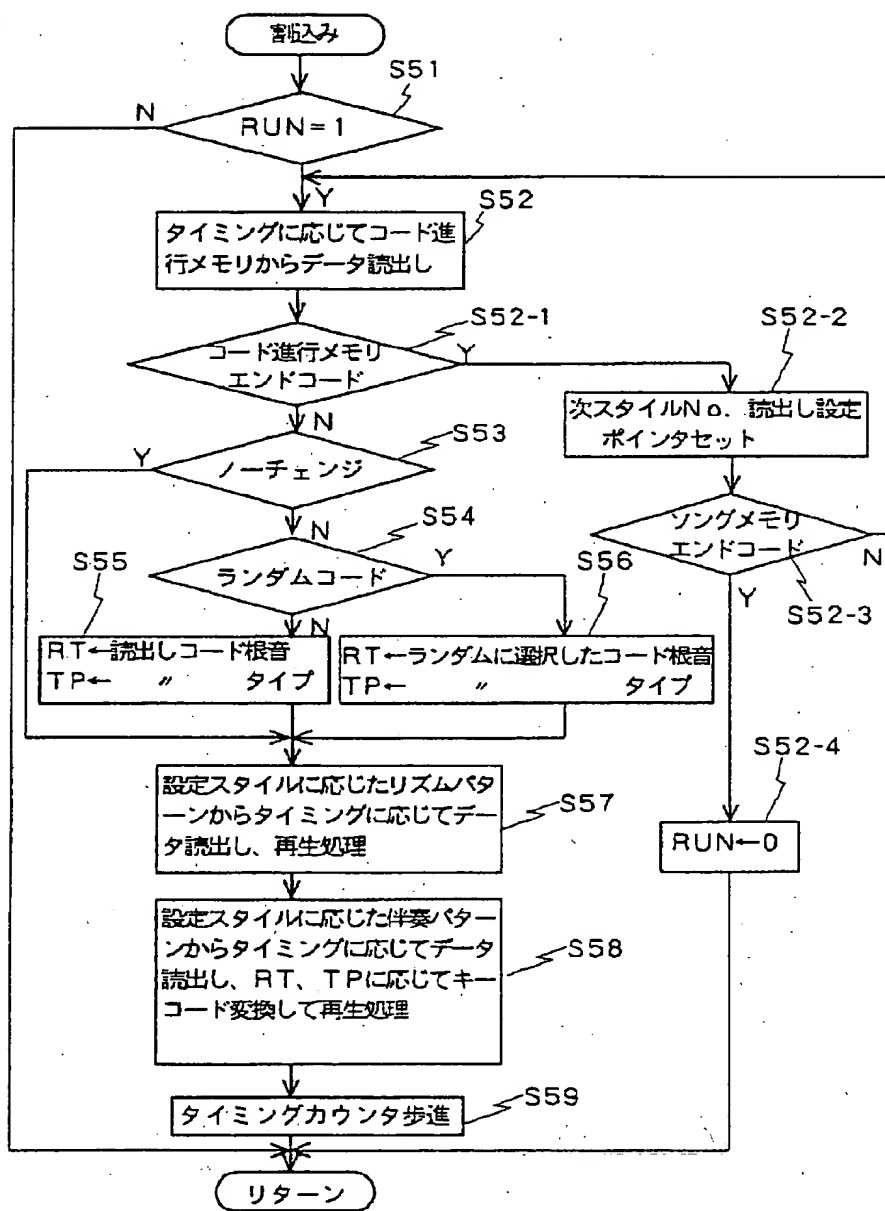 割込み
S51
N
RUN=1
Y
S52
タイミングに応じてコード進
行メモリからデータ読出し
S52-1
コード進行メモリ
エンドコード
Y
S52-2
次スタイルNo. 読出し設定
ポインタセット
N
S53
Y
ノーチェンジ
ソングメモリ
エンドコード
N
S52-3
Y
N
S54
ランダムコード
Y
S55
N
S56
RT←読出しコード根音
TP← 〃 タイプ
RT←ランダムに選択したコード根音
TP← 〃 タイプ
S52-4
RUN←0
設定スタイルに応じたリズムパタ
ーンからタイミングに応じてデー
タ読出し、再生処理
S57
設定スタイルに応じた伴奏パター
ンからタイミングに応じてデータ
読出し、RT、TPに応じてキー
コード変換して再生処理
S58
S59
タイミングカウンタ歩進
リターン